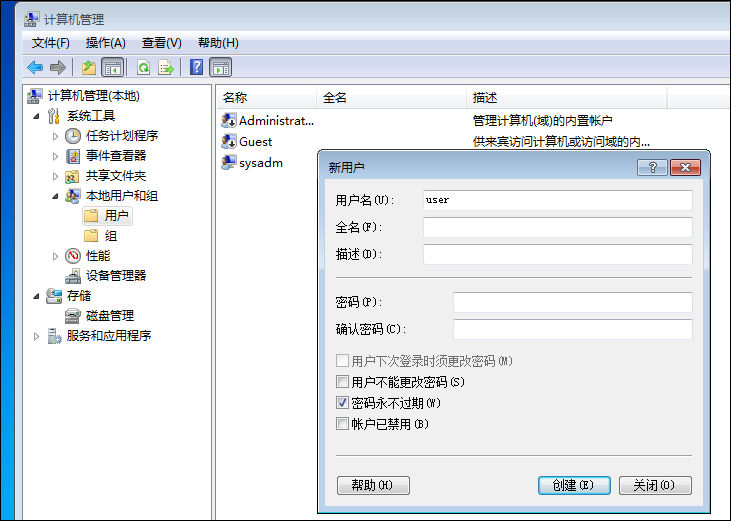 计算机管理
文件(F) 操作(A) 查看(V) 帮助(H)
计算机管理(本地)
系统工具
任务计划程序
事件查看器
共享文件夹
本地用户和组
用户
组
性能
设备管理器
存储
磁盘管理
服务和应用程序
名称 全名 描述
Administrat... 管理计算机(域)的内置帐户
Guest 供来宾访问计算机或访问域的内...
sysadm
新用户
用户名(U): user
全名(F):
描述(D):
密码(P):
确认密码(C):
用户下次登录时须更改密码(M)
用户不能更改密码(S)
密码永不过期(W)
帐户已禁用(B)
帮助(H) 创建(E) 关闭(O)